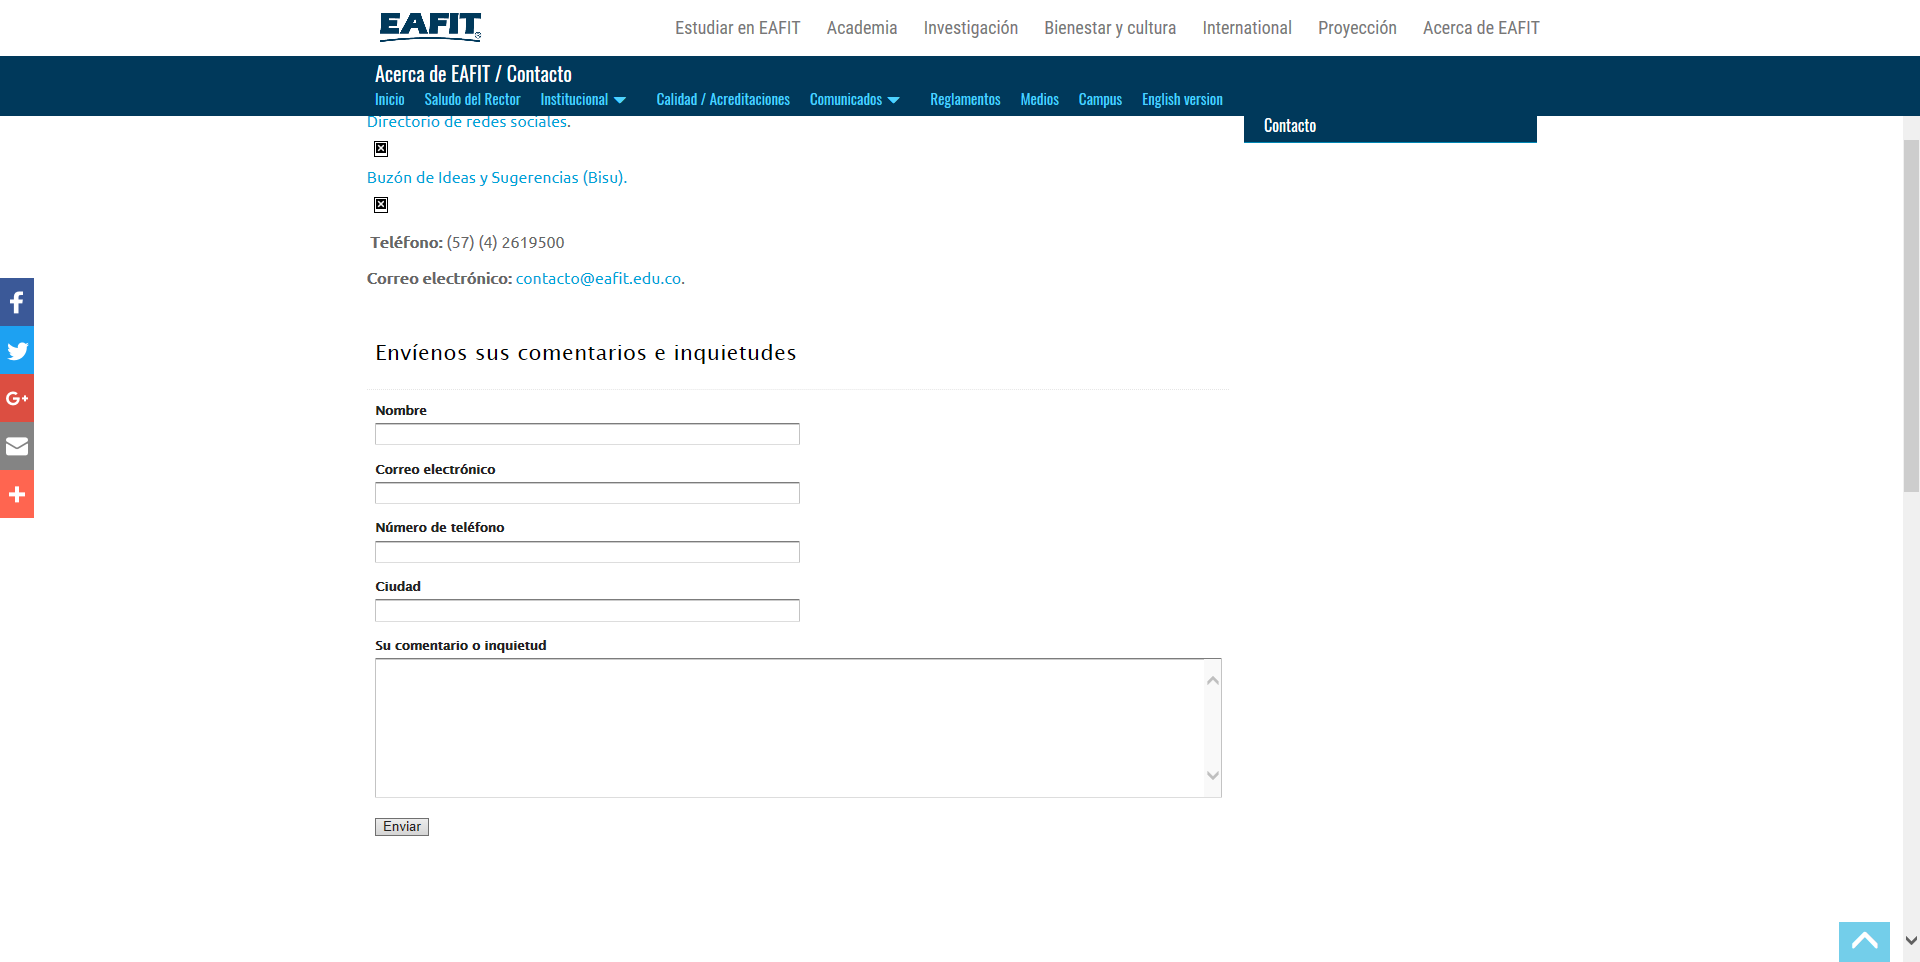 EAFIT
Estudiar en EAFIT Academia Investigación Bienestar y cultura International Proyección Acerca de EAFIT
Acerca de EAFIT / Contacto
Inicio Saludo del Rector Institucional Calidad / Acreditaciones Comunicados Reglamentos Medios Campus English version
Directorio de redes sociales.
Contacto
Buzón de Ideas y Sugerencias (Bisu).
Teléfono: (57) (4) 2619500
Correo electrónico: contacto@eafit.edu.co.
Envíenos sus comentarios e inquietudes
Nombre
Correo electrónico
Número de teléfono
Ciudad
Su comentario o inquietud
Enviar